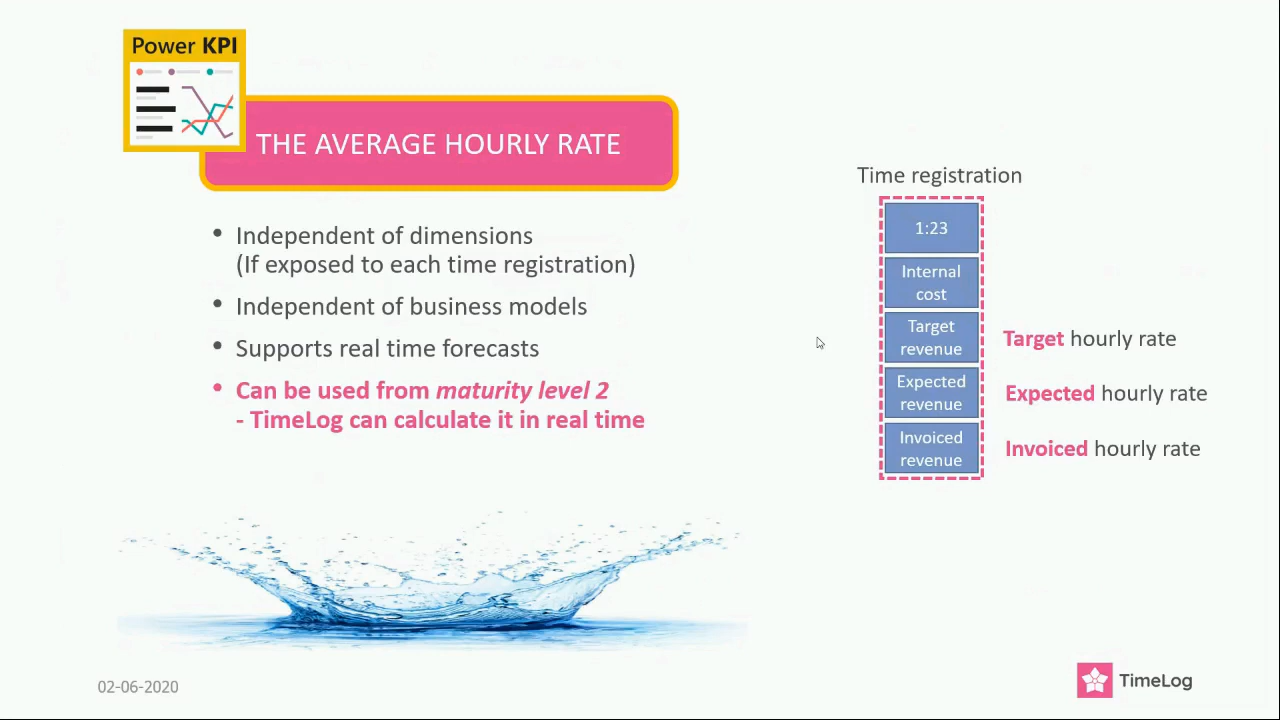 Power KPI
THE AVERAGE HOURLY RATE
• Independent of dimensions
(If exposed to each time registration)
• Independent of business models
• Supports real time forecasts
• Can be used from maturity level 2
- TimeLog can calculate it in real time
Time registration
1:23
Internal
cost
Target
revenue
Target hourly rate
Expected
revenue
Expected hourly rate
Invoiced
revenue
Invoiced hourly rate
02-06-2020
TimeLog